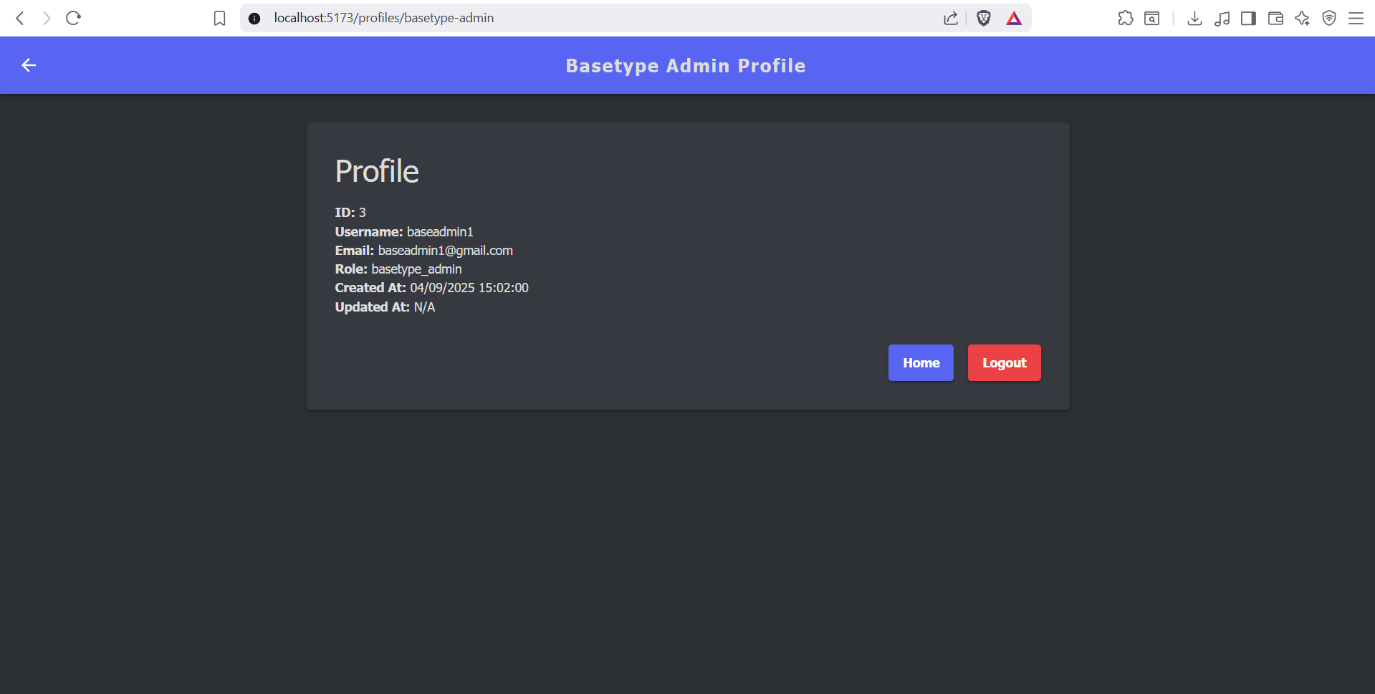 localhost:5173/profiles/basetype-admin
Basetype Admin Profile
Profile
ID: 3
Username: baseadmin1
Email: baseadmin1@gmail.com
Role: basetype_admin
Created At: 04/09/2025 15:02:00
Updated At: N/A
Home Logout